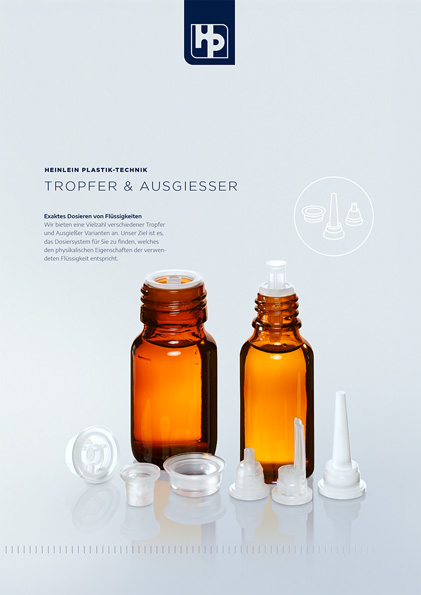 HP
HEINLEIN PLASTIK-TECHNIK
TROPFER & AUSGIESSER
Exaktes Dosieren von Flüssigkeiten
Wir bieten eine Vielzahl verschiedener Tropfer
und Ausgießer Varianten an. Unser Ziel ist es,
das Dosiersystem für Sie zu finden, welches
den physikalischen Eigenschaften der verwen-
deten Flüssigkeit entspricht.